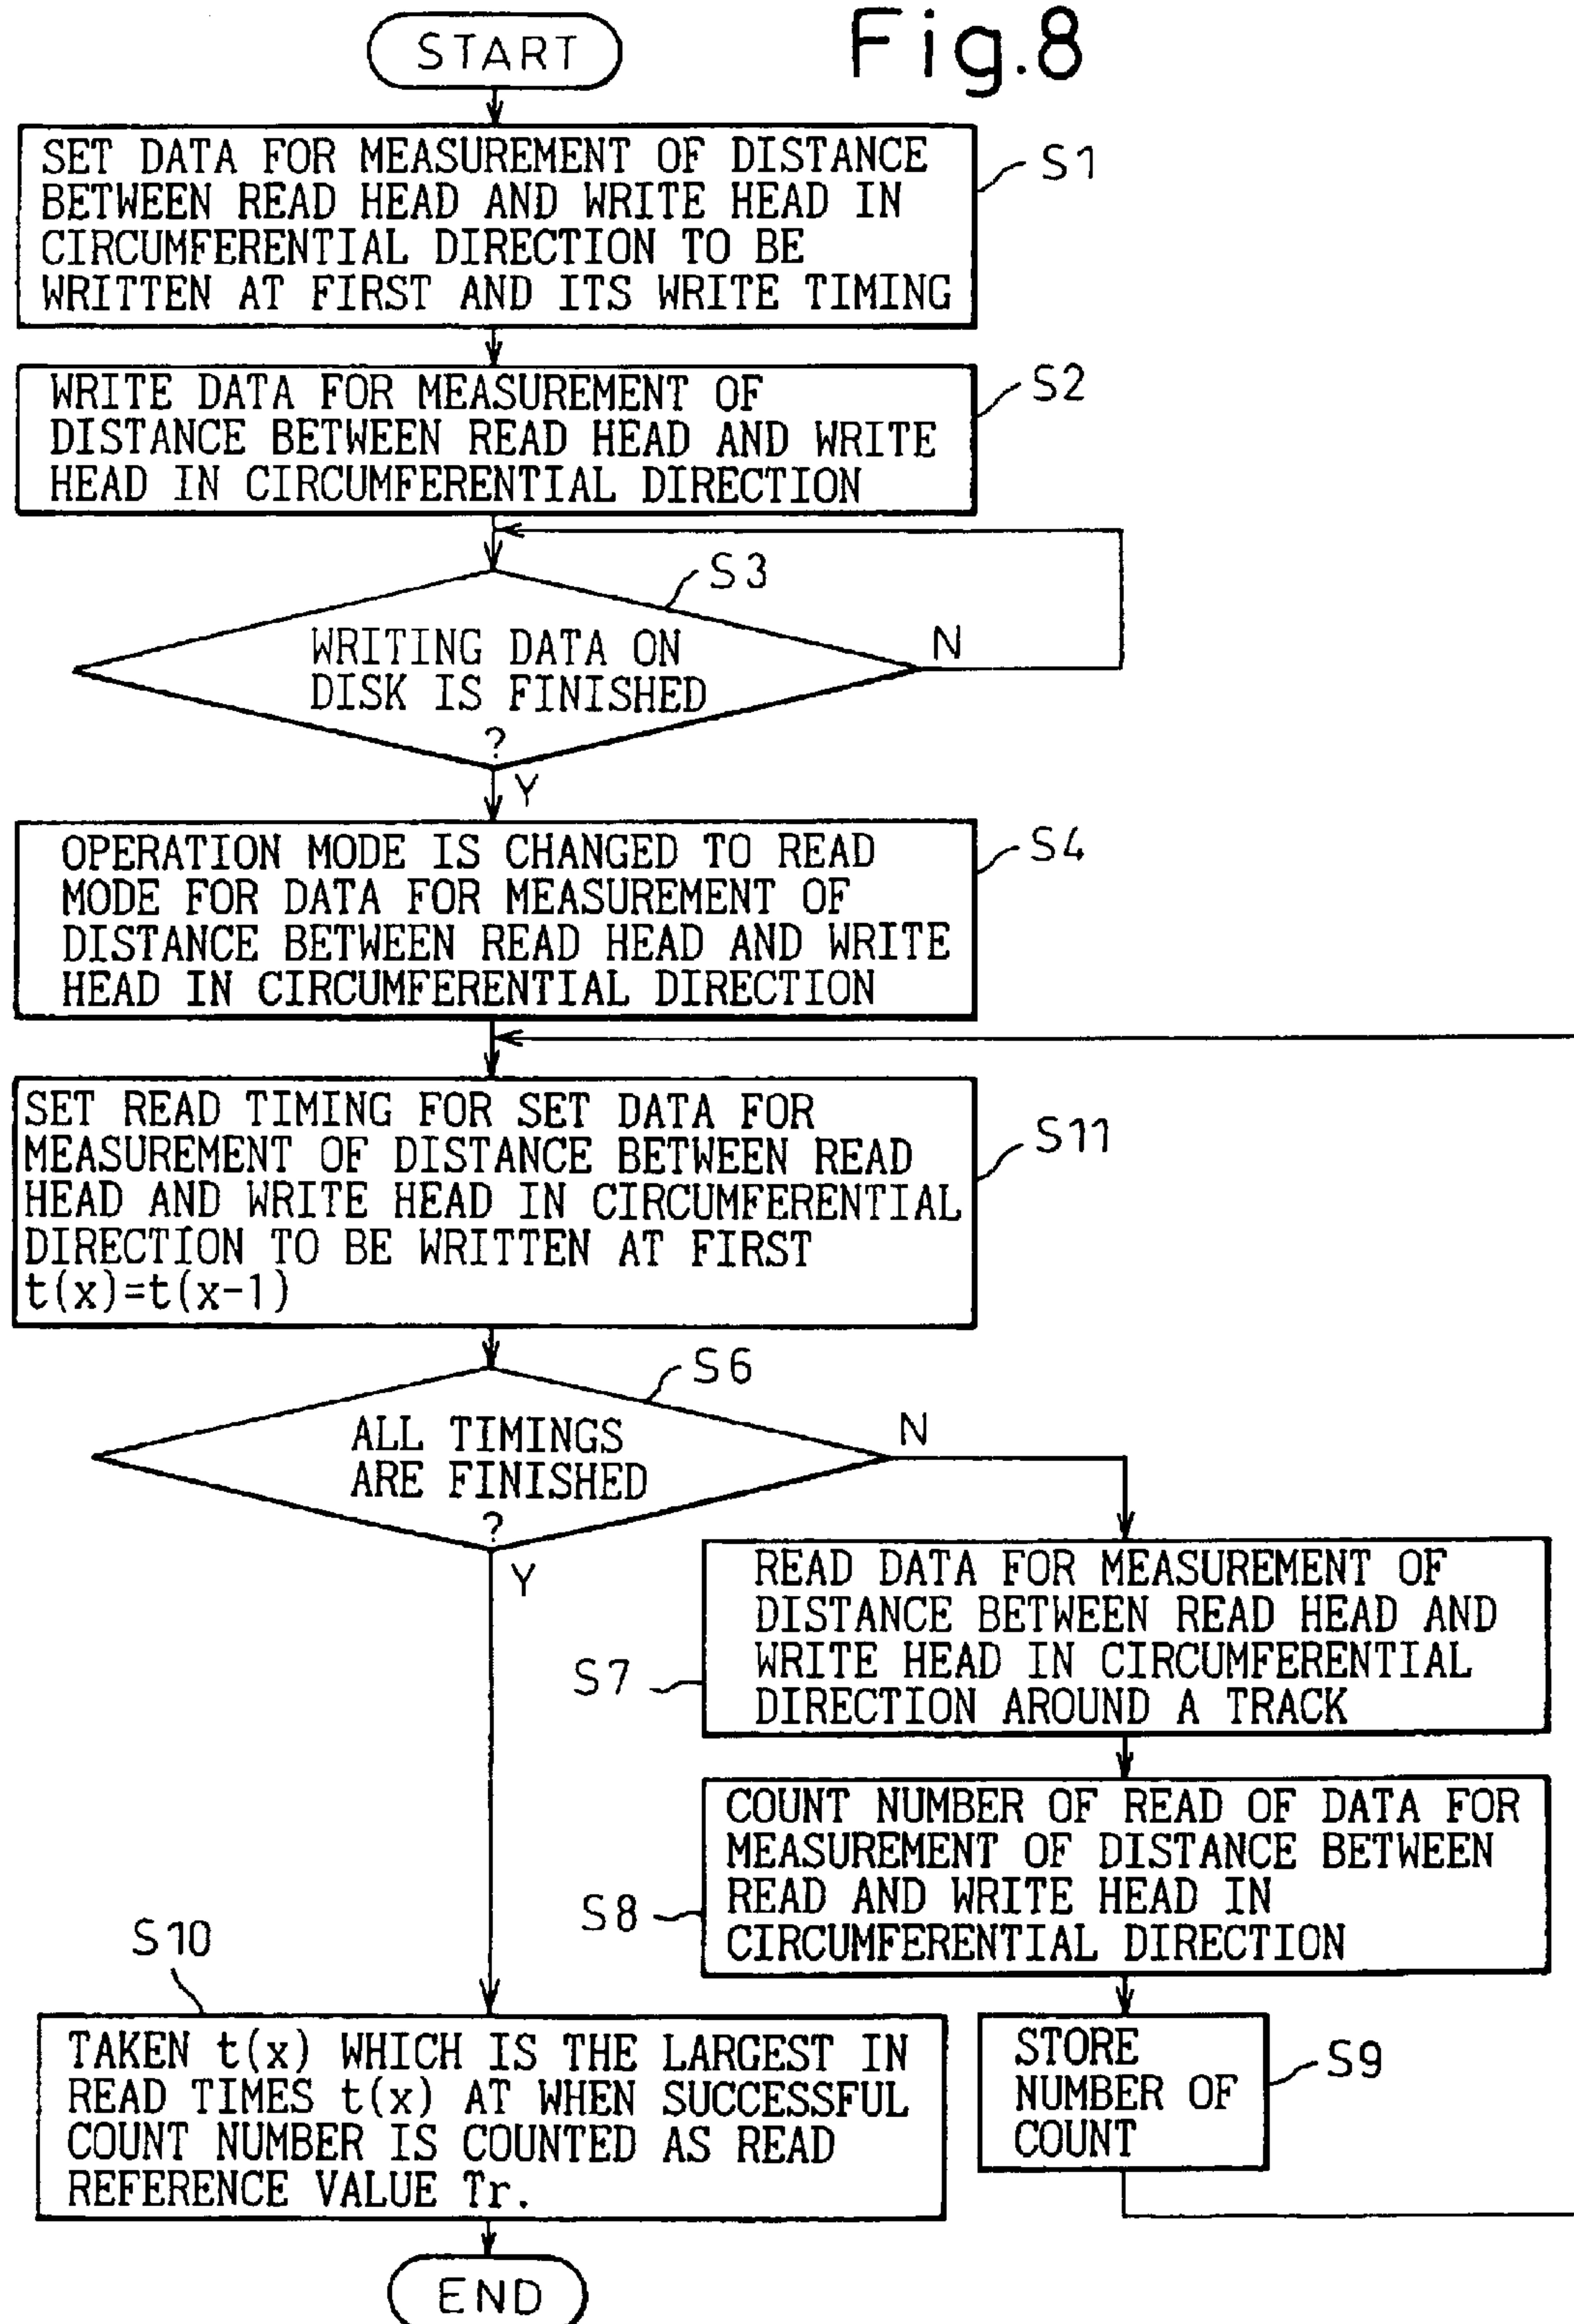 Fig.8
START
SET DATA FOR MEASUREMENT OF DISTANCE
BETWEEN READ HEAD AND WRITE HEAD IN
CIRCUMFERENTIAL DIRECTION TO BE
WRITTEN AT FIRST AND ITS WRITE TIMING
S1
WRITE DATA FOR MEASUREMENT OF
DISTANCE BETWEEN READ HEAD AND WRITE
HEAD IN CIRCUMFERENTIAL DIRECTION
S2
S3
WRITING DATA ON
DISK IS FINISHED
?
N
Y
OPERATION MODE IS CHANGED TO READ
MODE FOR DATA FOR MEASUREMENT OF
DISTANCE BETWEEN READ HEAD AND WRITE
HEAD IN CIRCUMFERENTIAL DIRECTION
S4
SET READ TIMING FOR SET DATA FOR
MEASUREMENT OF DISTANCE BETWEEN READ
HEAD AND WRITE HEAD IN CIRCUMFERENTIAL
DIRECTION TO BE WRITTEN AT FIRST
t(x)=t(x-1)
S11
S6
ALL TIMINGS
ARE FINISHED
?
N
Y
READ DATA FOR MEASUREMENT OF
DISTANCE BETWEEN READ HEAD AND
WRITE HEAD IN CIRCUMFERENTIAL
DIRECTION AROUND A TRACK
S7
COUNT NUMBER OF READ OF DATA FOR
MEASUREMENT OF DISTANCE BETWEEN
READ AND WRITE HEAD IN
CIRCUMFERENTIAL DIRECTION
S8
STORE
NUMBER OF
COUNT
S9
S10
TAKEN t(x) WHICH IS THE LARGEST IN
READ TIMES t(x) AT WHEN SUCCESSFUL
COUNT NUMBER IS COUNTED AS READ
REFERENCE VALUE Tr.
END